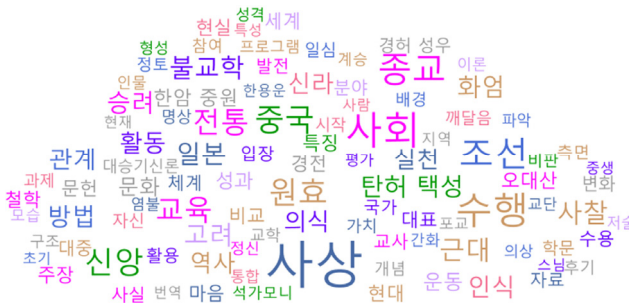 성격 세계
현실 특성
형성 참여 프로그램 일심 계승 경허 성우
정토 불교학 발전 신라 분야 종교 이론
인물 한용운 배경 화엄
승려 한암 중원 사람
현재 명상 전통 중국 시작 사회 깨달음 파악
활동 특징 지역 조선 비판 측면
관계 일본 입장 경전 평가 실천 중생
대승기신론 체계 성과 탄허 택성 오대산 변화
과제 문헌 문화 원효 국가 수행 교단
철학 염불 교육 비교 의식 가치 대표 포교 사찰 저술
모습 방법 자신 고려 교학 교사 간화 근대 의상 학문 수용
구조 대중 정신 사상 스님
초기 신앙 활용 역사 개념 운동 인식 후기
주장 통합 자료
사실 번역 마음 석가모니 현대